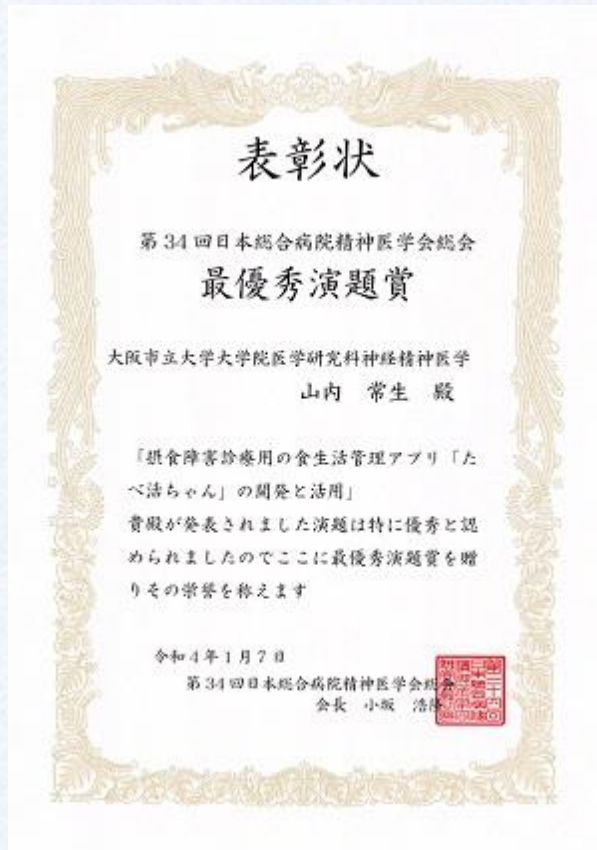 表彰状
第34回日本総合病院精神医学会総会
最優秀演題賞
大阪市立大学大学院医学研究科神経精神医学
山内 常生 殿
「摂食障害診療用の食生活管理アプリ「た
べ活ちゃん」の開発と活用」
貴殿が発表されました演題は特に優秀と認
められましたのでここに最優秀演題賞を贈
りその栄誉を称えます
令和4年1月7日
第34回日本総合病院精神医学会総会
会長 小坂 浩隆